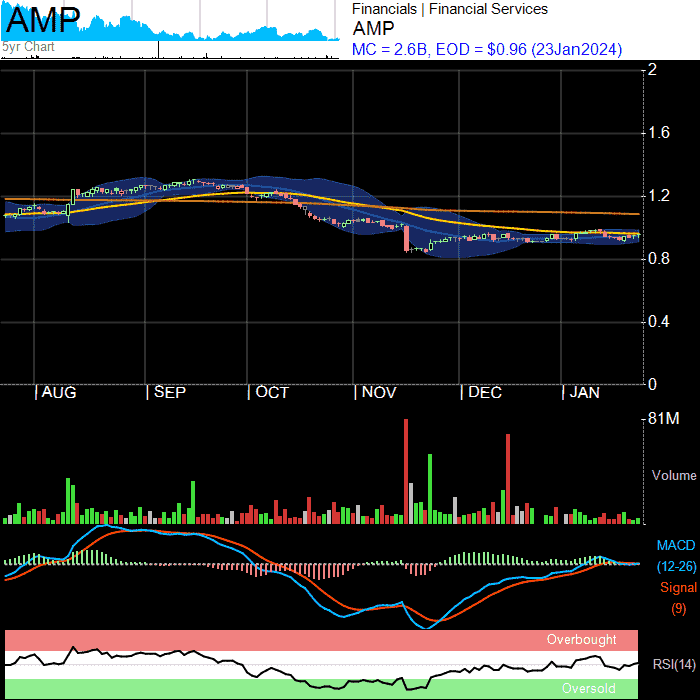 AMP
5yr Chart
Financials | Financial Services
AMP
MC = 2.6B, EOD = $0.96 (23Jan2024)
2
1.6
1.2
0.8
0.4
0
| AUG | SEP | OCT | NOV | DEC | JAN
81M
Volume
MACD
(12-26)
Signal
(9)
Overbought
RSI(14)
Oversold